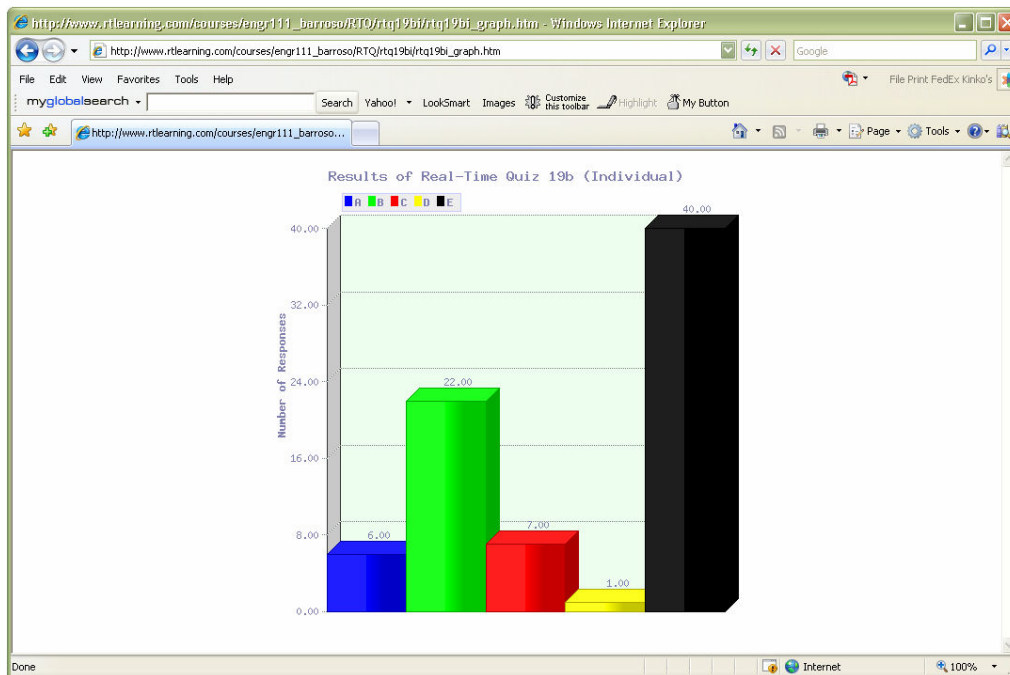 http://www.rtlearning.com/courses/engr111_barroso/RTQ/rtq19bi/rtq19bi_graph.htm - Windows Internet Explorer
http://www.rtlearning.com/courses/engr111_barroso/RTQ/rtq19bi/rtq19bi_graph.htm
Google
File Edit View Favorites Tools Help
File Print FedEx Kinko's
myglobalsearch Search Yahoo! LookSmart Images Customize this toolbar Highlight My Button
http://www.rtlearning.com/courses/engr111_barroso...
Page Tools
Results of Real-Time Quiz 19b (Individual)
A B C D E
40.00
40.00
32.00
24.00
22.00
16.00
8.00
6.00
7.00
1.00
0.00
Number of Responses
Done Internet 100%